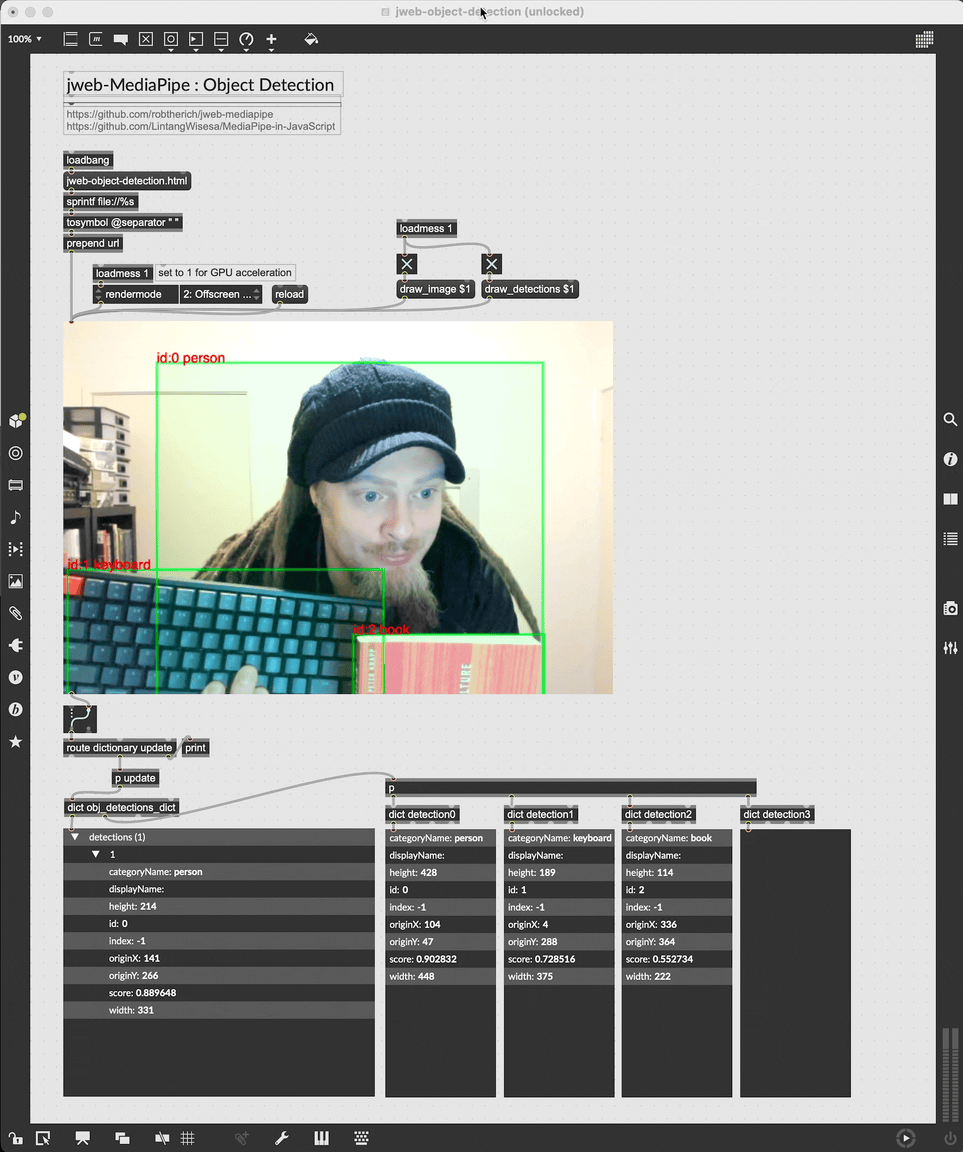 jweb-object-detection (unlocked)
100%
jweb-MediaPipe : Object Detection
https://github.com/robtherich/jweb-mediapipe
https://github.com/LintangWisesa/MediaPipe-in-JavaScript
loadbang
jweb-object-detection.html
sprintf file://%s
tosymbol @separator " "
prepend url
loadmess 1
set to 1 for GPU acceleration
rendermode
2: Offscreen ...
reload
loadmess 1
draw_image $1
draw_detections $1
id:0 person
id:1 keyboard
id:2 book
PETER KRAPP
CULTURE
route dictionary update
print
p update
dict obj_detections_dict
p
dict detection0
dict detection1
dict detection2
dict detection3
detections (1)
1
categoryName: person
displayName:
height: 214
id: 0
index: -1
originX: 141
originY: 266
score: 0.889648
width: 331
categoryName: person
displayName:
height: 428
id: 0
index: -1
originX: 104
originY: 47
score: 0.902832
width: 448
categoryName: keyboard
displayName:
height: 189
id: 1
index: -1
originX: 4
originY: 288
score: 0.728516
width: 375
categoryName: book
displayName:
height: 114
id: 2
index: -1
originX: 336
originY: 364
score: 0.552734
width: 222